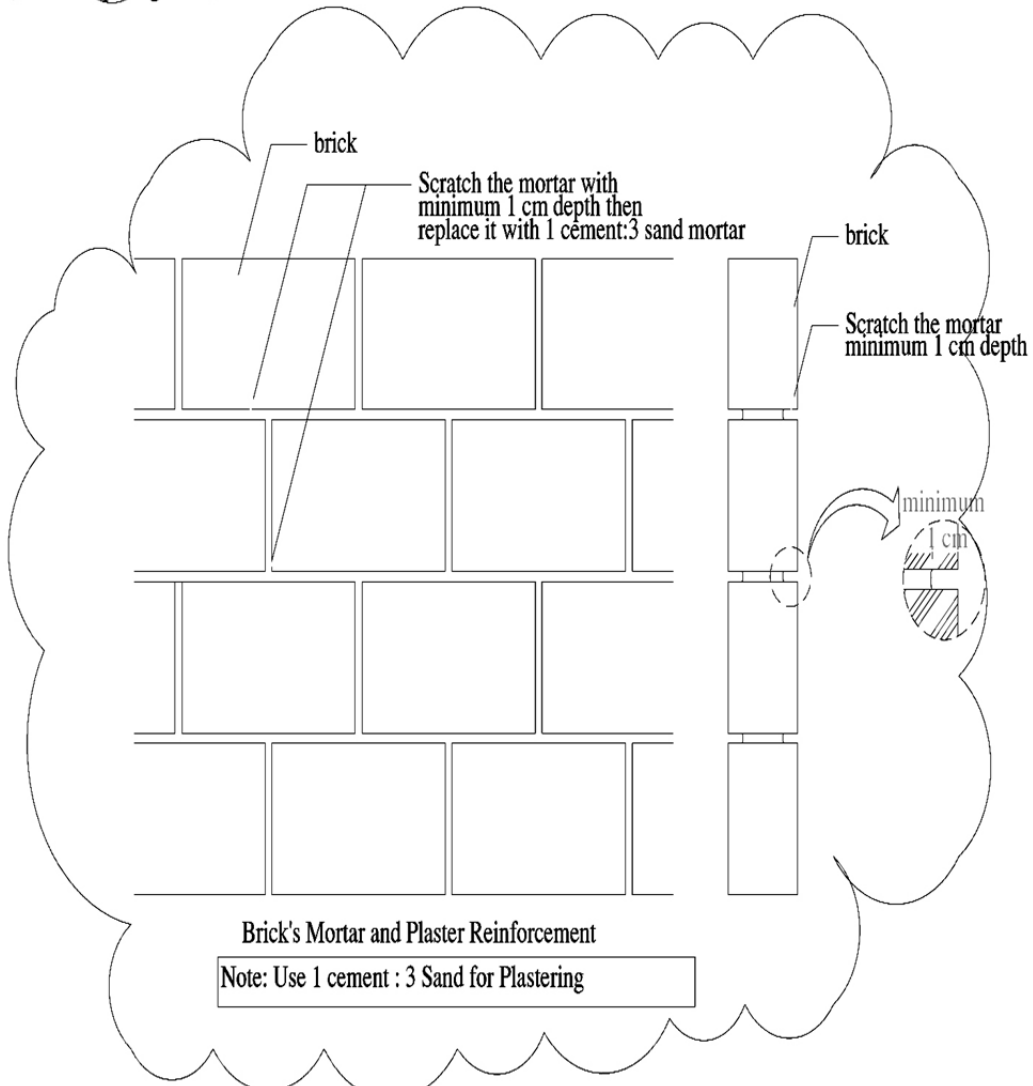 brick
Scratch the mortar with
minimum 1 cm depth then
replace it with 1 cement:3 sand mortar
brick
Scratch the mortar
minimum 1 cm depth
minimum
1 cm
Brick's Mortar and Plaster Reinforcement
Note: Use 1 cement : 3 Sand for Plastering